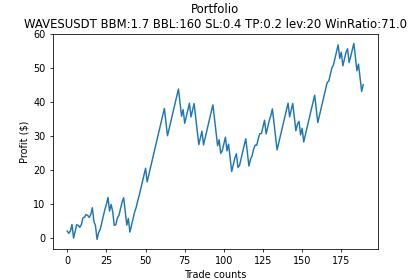 Portfolio
WAVESUSDT BBM:1.7 BBL:160 SL:0.4 TP:0.2 lev:20 WinRatio:71.0
60
50
40
30
20
10
0
Profit ($)
0 25 50 75 100 125 150 175
Trade counts